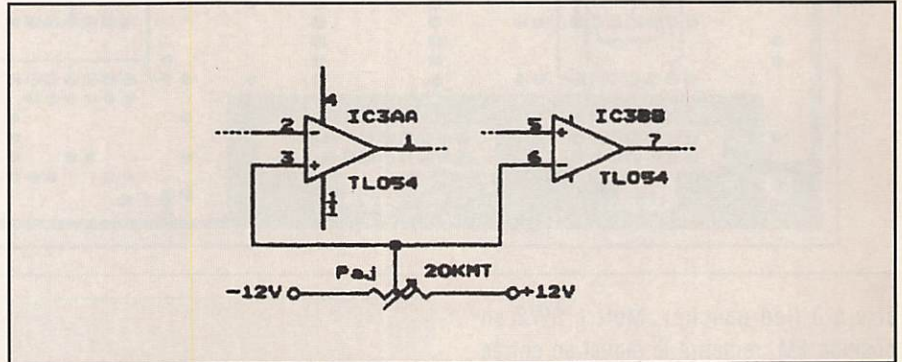 4
IC3AA
IC3BB
2
1
5
7
3
6
TL054
TL054
11
Paj
20KMT
-12V
+12V